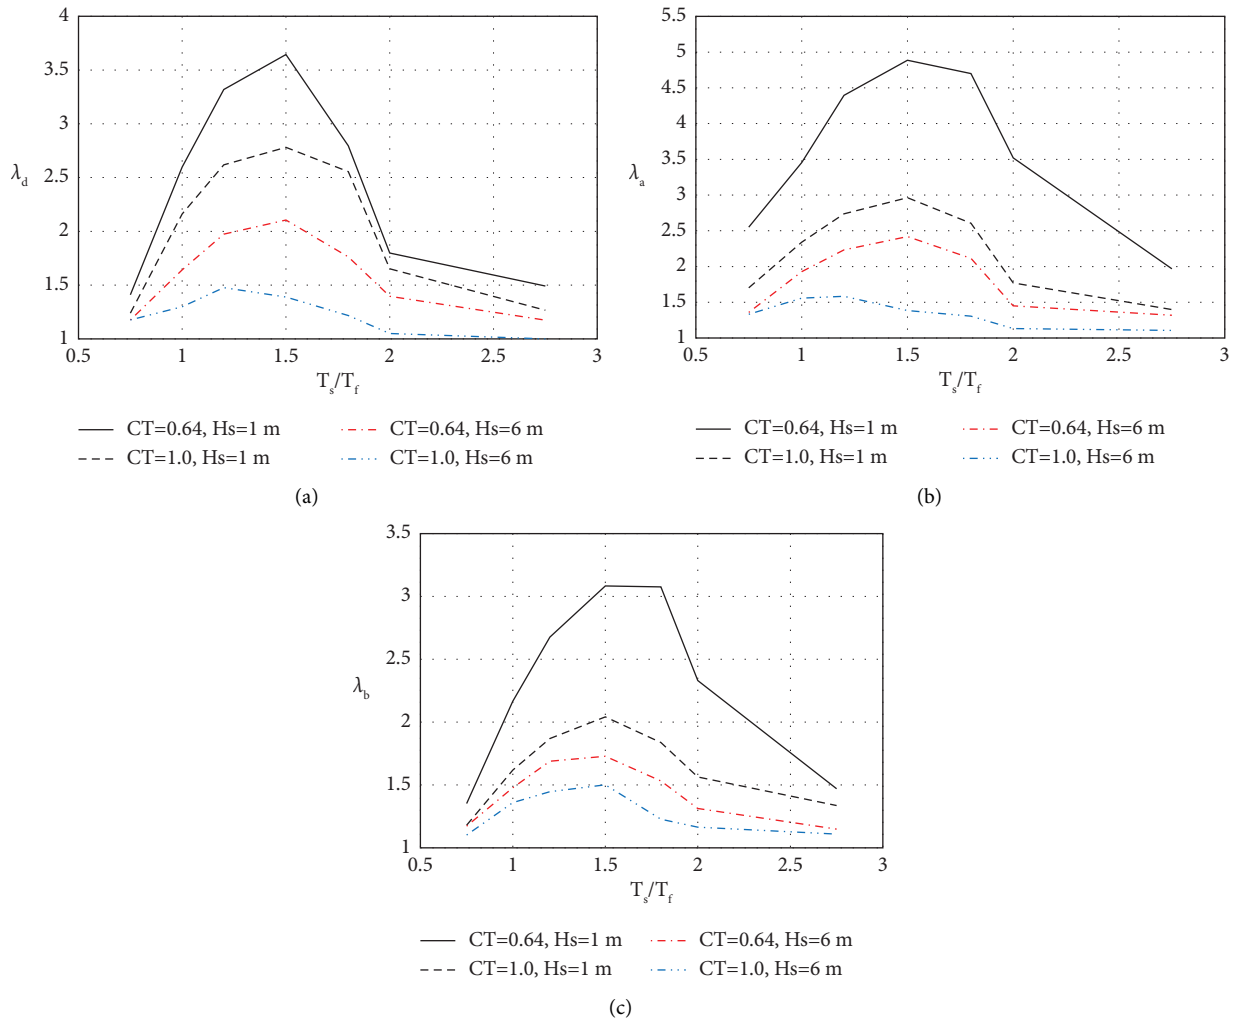 4
3.5
3
2.5
2
1.5
1
λd
0.5 1 1.5 2 2.5 3
Ts/Tf
CT=0.64, Hs=1 m
CT=1.0, Hs=1 m
CT=0.64, Hs=6 m
CT=1.0, Hs=6 m
(a)
5.5
5
4.5
4
3.5
3
2.5
2
1.5
1
λa
0.5 1 1.5 2 2.5 3
Ts/Tf
CT=0.64, Hs=1 m
CT=1.0, Hs=1 m
CT=0.64, Hs=6 m
CT=1.0, Hs=6 m
(b)
3.5
3
2.5
2
1.5
1
λb
0.5 1 1.5 2 2.5 3
Ts/Tf
CT=0.64, Hs=1 m
CT=1.0, Hs=1 m
CT=0.64, Hs=6 m
CT=1.0, Hs=6 m
(c)